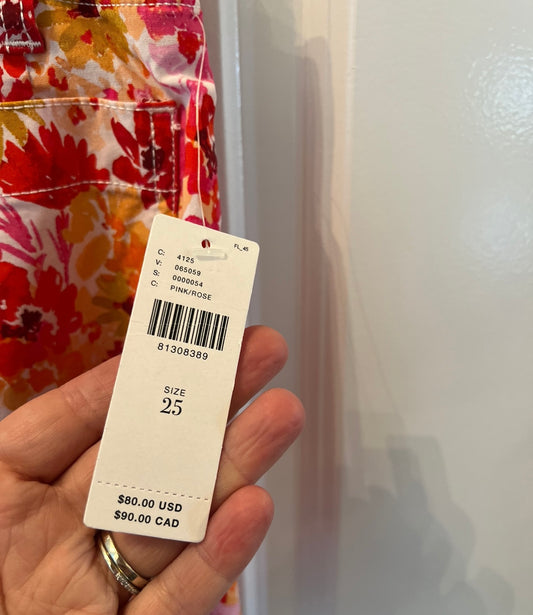 FL_45
C: 4125
V: 065059
S: 0000054
C: PINK/ROSE
81308389
SIZE
25
$80.00 USD
$90.00 CAD